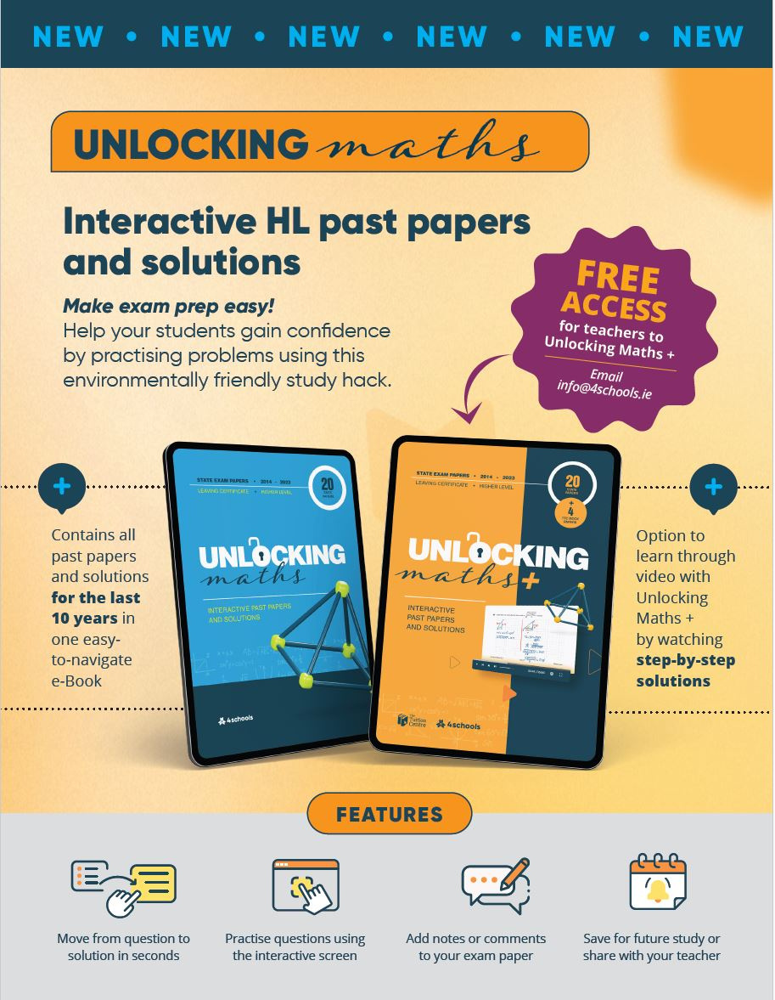 NEW • NEW • NEW • NEW • NEW • NEW
UNLOCKING maths
Interactive HL past papers
and solutions
Make exam prep easy!
Help your students gain confidence
by practising problems using this
environmentally friendly study hack.
FREE
ACCESS
for teachers to
Unlocking Maths +
Email
info@4schools.ie
Contains all
past papers
and solutions
for the last
10 years in
one easy-
to-navigate
e-Book
STATE EXAM PAPERS • 2014 - 2023
LEAVING CERTIFICATE • HIGHER LEVEL
20
STATE
PAPERS
UNLOCKING
maths
INTERACTIVE PAST PAPERS
AND SOLUTIONS
4schools
STATE EXAM PAPERS • 2014 - 2023
LEAVING CERTIFICATE • HIGHER LEVEL
20
STATE
PAPERS
+
4
TTC MOCK
PAPERS
UNLOCKING
maths+
INTERACTIVE
PAST PAPERS
AND SOLUTIONS
The
Tuition
Centre
4schools
Option to
learn through
video with
Unlocking
Maths +
by watching
step-by-step
solutions
FEATURES
Move from question to
solution in seconds
Practise questions using
the interactive screen
Add notes or comments
to your exam paper
Save for future study or
share with your teacher